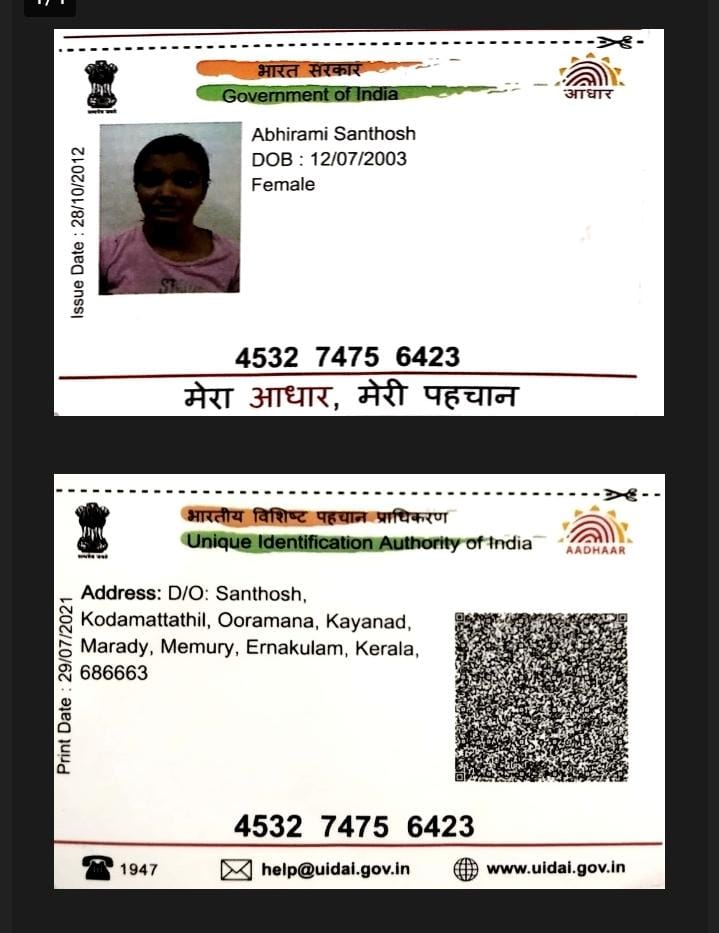 भारत सरकार
Government of India
आधार
Abhirami Santhosh
DOB : 12/07/2003
Female
Issue Date : 28/10/2012
4532 7475 6423
मेरा आधार, मेरी पहचान
भारतीय विशिष्ट पहचान प्राधिकरण
Unique Identification Authority of India
AADHAAR
Address: D/O: Santhosh,
Kodamattathil, Ooramana, Kayanad,
Marady, Memury, Ernakulam, Kerala,
686663
Print Date : 29/07/2021
4532 7475 6423
1947 help@uidai.gov.in www.uidai.gov.in